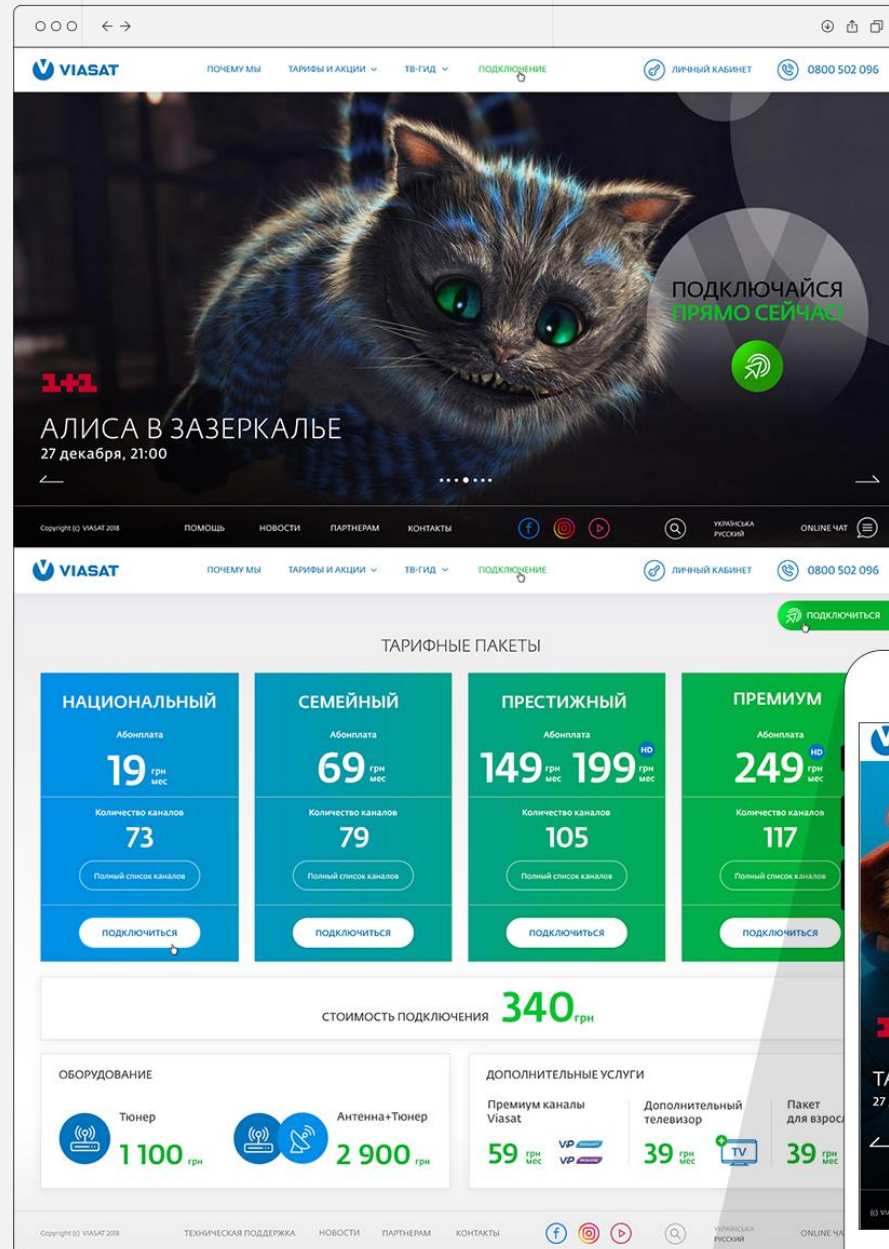 VIASAT
ПОЧЕМУ МЫ
ТАРИФЫ И АКЦИИ
ТВ-ГИД
ПОДКЛЮЧЕНИЕ
ЛИЧНЫЙ КАБИНЕТ
0800 502 096
ПОДКЛЮЧАЙСЯ
ПРЯМО СЕЙЧАС!
1+1
АЛИСА В ЗАЗЕРКАЛЬЕ
27 декабря, 21:00
Copyright (c) VIASAT 2018
ПОМОЩЬ
НОВОСТИ
ПАРТНЕРАМ
КОНТАКТЫ
УКРАЇНСЬКА
РУССКИЙ
ONLINE ЧАТ
VIASAT
ПОЧЕМУ МЫ
ТАРИФЫ И АКЦИИ
ТВ-ГИД
ПОДКЛЮЧЕНИЕ
ЛИЧНЫЙ КАБИНЕТ
0800 502 096
ПОДКЛЮЧИТЬСЯ
ТАРИФНЫЕ ПАКЕТЫ
НАЦИОНАЛЬНЫЙ
Абонплата
19 грн мес
Количество каналов
73
Полный список каналов
ПОДКЛЮЧИТЬСЯ
СЕМЕЙНЫЙ
Абонплата
69 грн мес
Количество каналов
79
Полный список каналов
ПОДКЛЮЧИТЬСЯ
ПРЕСТИЖНЫЙ
Абонплата
149 грн мес 199 грн мес HD
Количество каналов
105
Полный список каналов
ПОДКЛЮЧИТЬСЯ
ПРЕМИУМ
Абонплата
249 грн мес HD
Количество каналов
117
Полный список каналов
ПОДКЛЮЧИТЬСЯ
СТОИМОСТЬ ПОДКЛЮЧЕНИЯ 340 грн
ОБОРУДОВАНИЕ
Тюнер
1 100 грн
Антенна+Тюнер
2 900 грн
ДОПОЛНИТЕЛЬНЫЕ УСЛУГИ
Премиум каналы
Viasat
59 грн мес
ViP
ViP
Дополнительный
телевизор
39 грн мес
TV
Пакет
для взрос
39 грн мес
Copyright (c) VIASAT 2018
ТЕХНИЧЕСКАЯ ПОДДЕРЖКА
НОВОСТИ
ПАРТНЕРАМ
КОНТАКТЫ
УКРАЇНСЬКА
РУССКИЙ
ONLINE ЧА
ТА
27